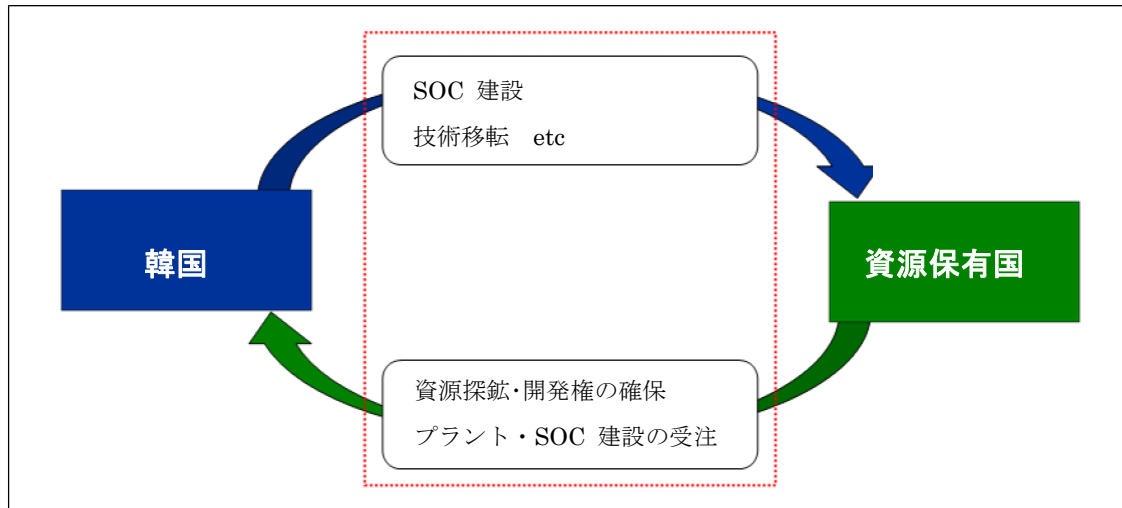 SOC 建設
技術移転　etc
韓国
資源保有国
資源探鉱・開発権の確保
プラント・SOC 建設の受注